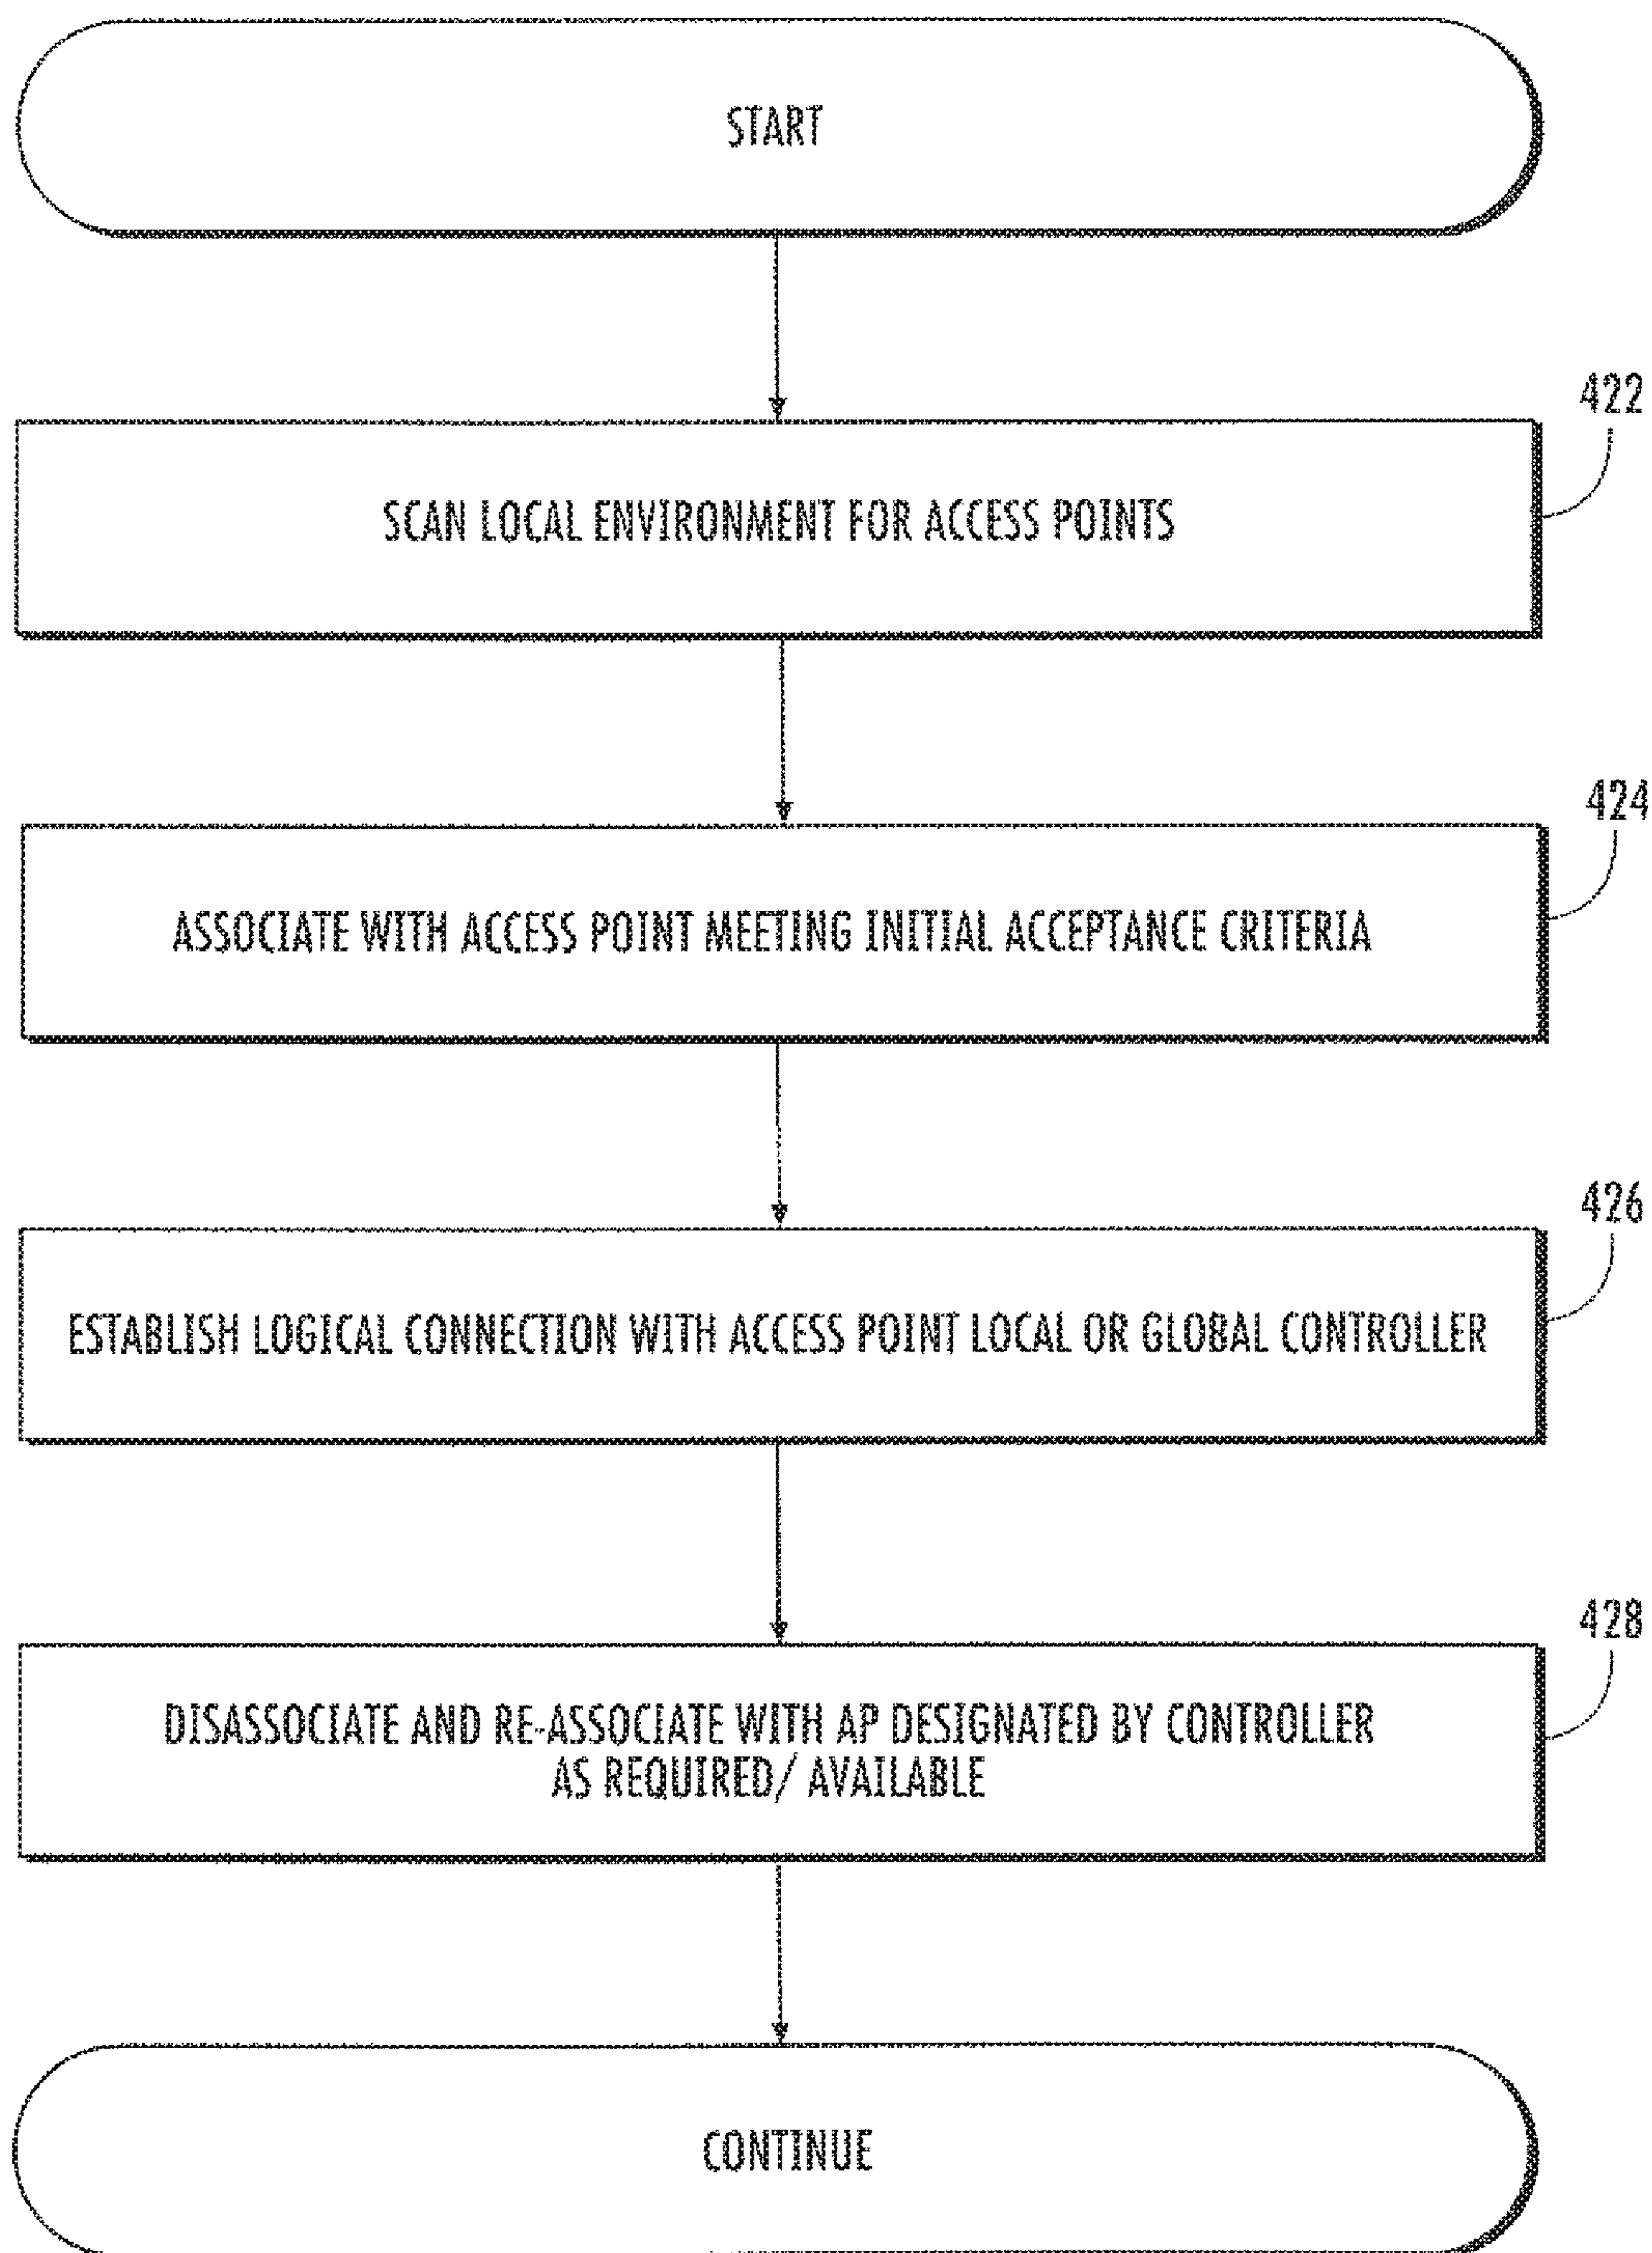 START
422
SCAN LOCAL ENVIRONMENT FOR ACCESS POINTS
424
ASSOCIATE WITH ACCESS POINT MEETING INITIAL ACCEPTANCE CRITERIA
426
ESTABLISH LOGICAL CONNECTION WITH ACCESS POINT LOCAL OR GLOBAL CONTROLLER
428
DISASSOCIATE AND RE-ASSOCIATE WITH AP DESIGNATED BY CONTROLLER
AS REQUIRED/ AVAILABLE
CONTINUE